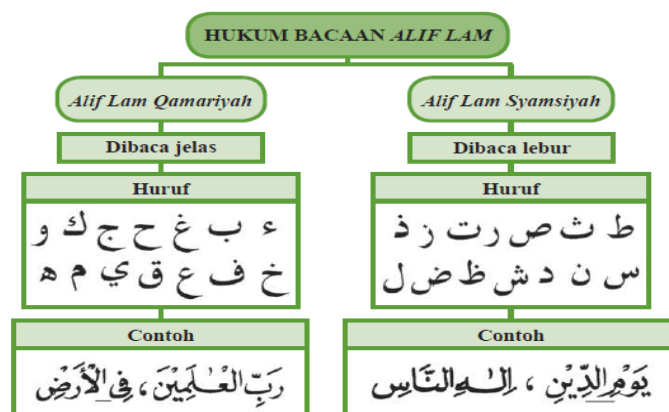 HUKUM BACAAN ALIF LAM
Alif Lam Qamariyah
Dibaca jelas
Huruf
ء ب غ ح ج ك و
خ ف ع ق ي م ه
Contoh
رَبِّ الْعٰلَمِيْنَ، فِى الْأَرْضِ
Alif Lam Syamsiyah
Dibaca lebur
Huruf
ط ث ص ر ت ز ذ
س ن د ش ظ ض ل
Contoh
يَوْمِ الدِّيْنِ ، اِلٰهِ النَّاسِ